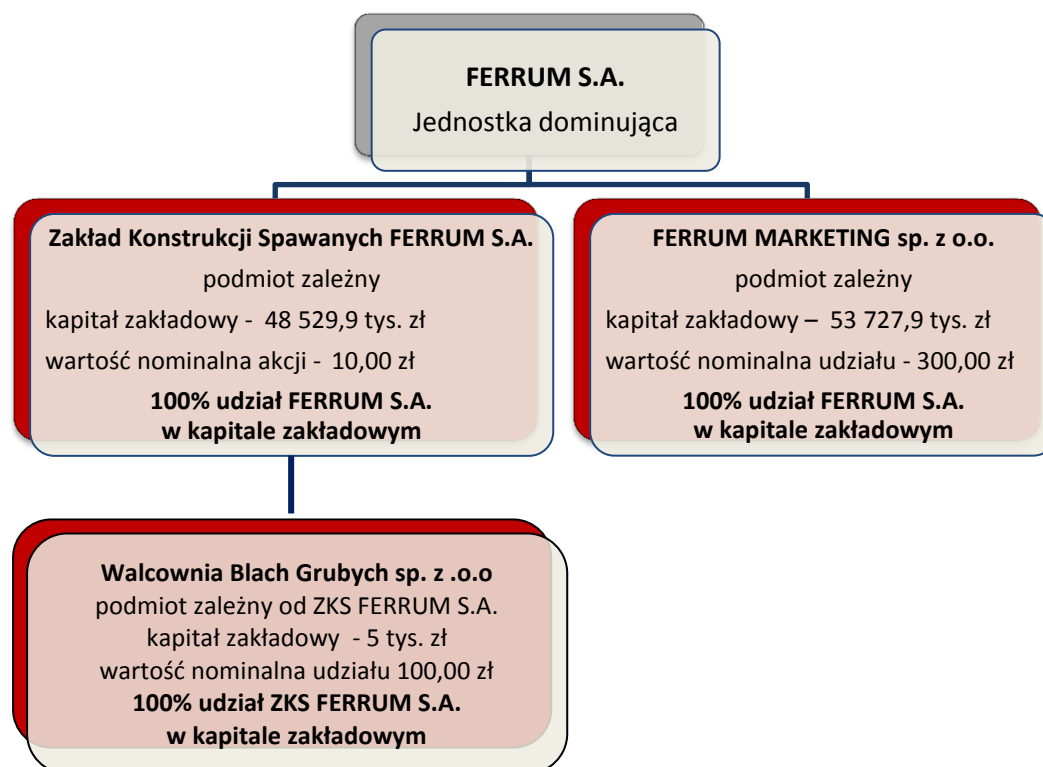 FERRUM S.A.
Jednostka dominująca
Zakład Konstrukcji Spawanych FERRUM S.A.
podmiot zależny
kapitał zakładowy - 48 529,9 tys. zł
wartość nominalna akcji - 10,00 zł
100% udział FERRUM S.A.
w kapitale zakładowym
FERRUM MARKETING sp. z o.o.
podmiot zależny
kapitał zakładowy – 53 727,9 tys. zł
wartość nominalna udziału - 300,00 zł
100% udział FERRUM S.A.
w kapitale zakładowym
Walcownia Blach Grubych sp. z .o.o
podmiot zależny od ZKS FERRUM S.A.
kapitał zakładowy - 5 tys. zł
wartość nominalna udziału 100,00 zł
100% udział ZKS FERRUM S.A.
w kapitale zakładowym